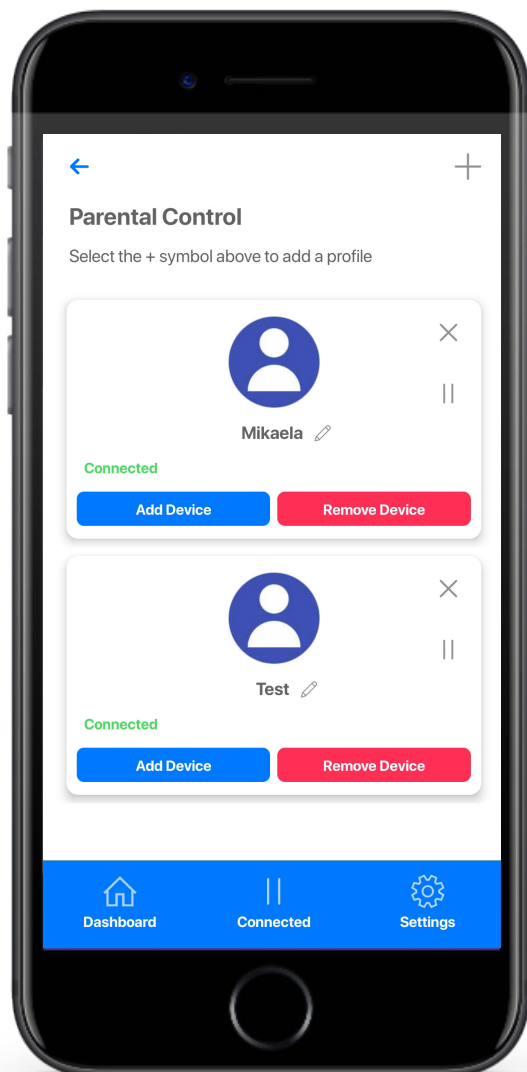 Parental Control
Select the + symbol above to add a profile
Mikaela
Connected
Add Device Remove Device
Test
Connected
Add Device Remove Device
Dashboard Connected Settings